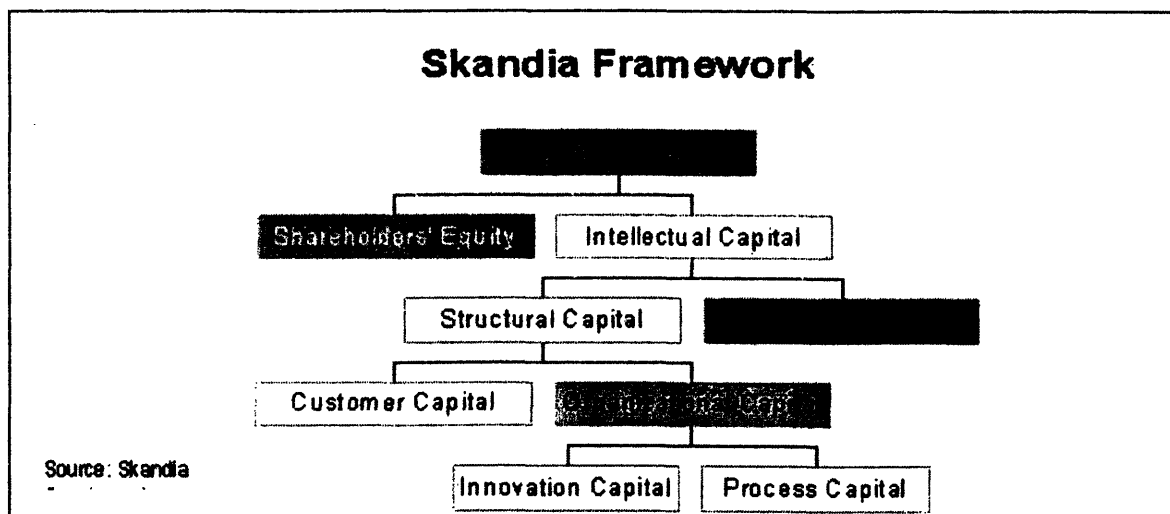 Skandia Framework
Shareholders' Equity
Intellectual Capital
Structural Capital
Customer Capital
Innovation Capital
Process Capital
Source: Skandia